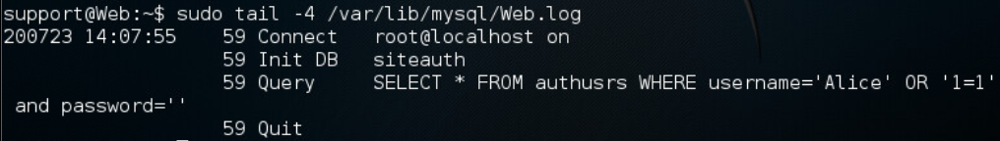 support@Web:~$ sudo tail -4 /var/lib/mysql/Web.log
200723 14:07:55    59 Connect   root@localhost on
                   59 Init DB   siteauth
                   59 Query     SELECT * FROM authusrs WHERE username='Alice' OR '1=1'
 and password=''
                   59 Quit